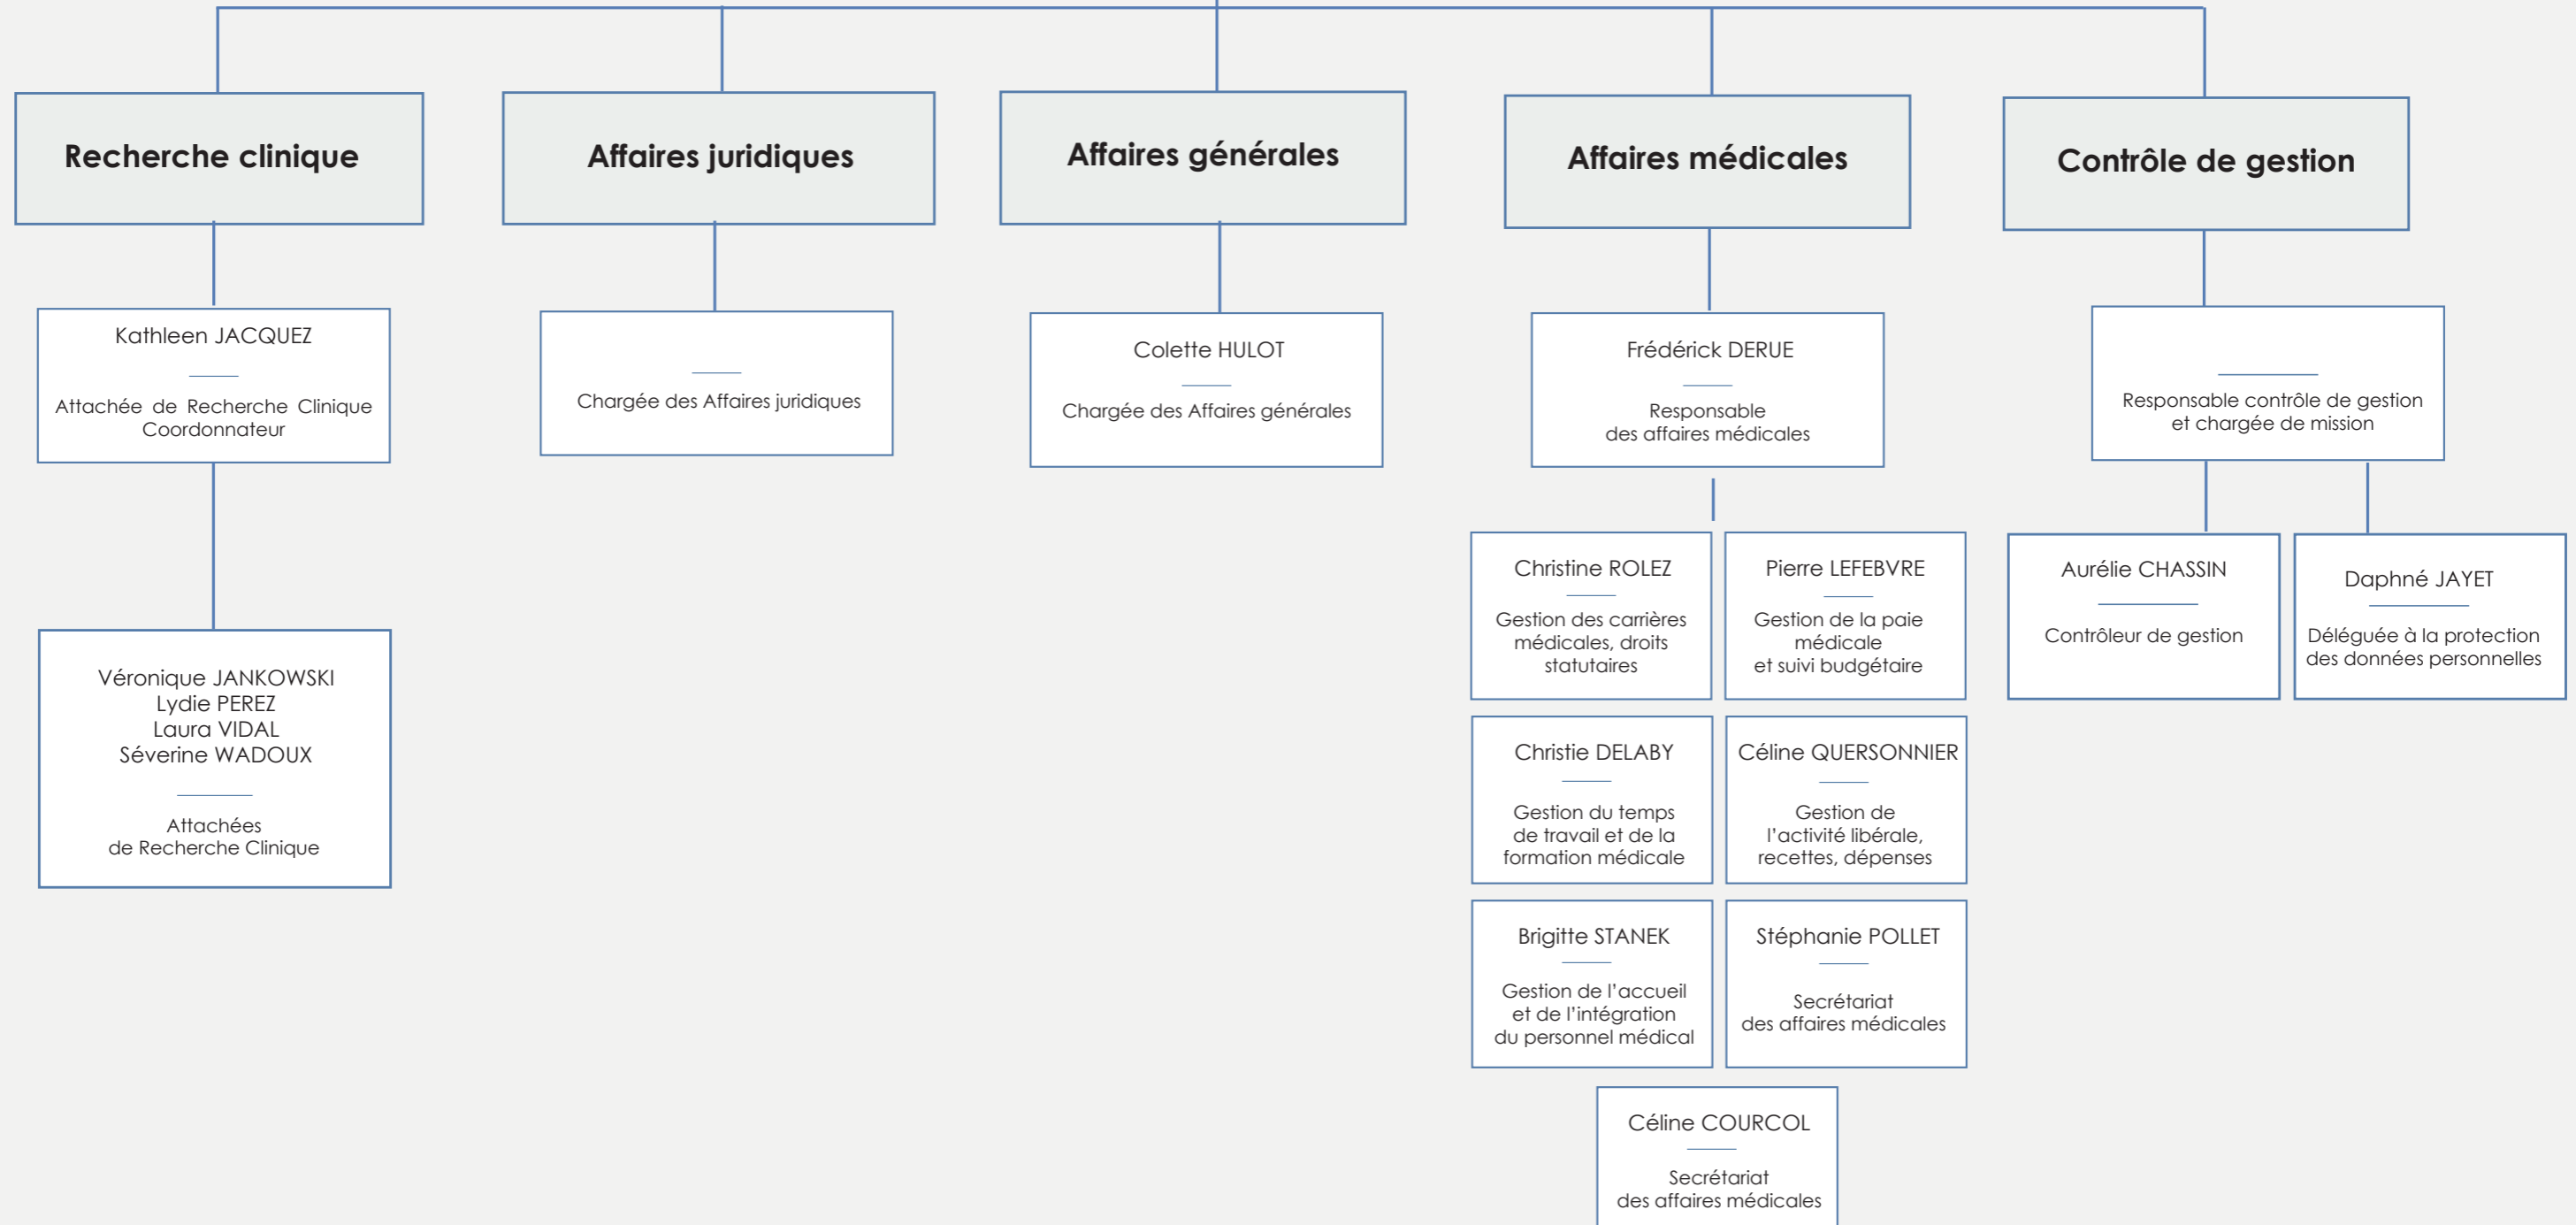 Recherche clinique
Affaires juridiques
Affaires générales
Affaires médicales
Contrôle de gestion
Kathleen JACQUEZ
Attachée de Recherche Clinique
Coordonnateur
Véronique JANKOWSKI
Lydie PEREZ
Laura VIDAL
Séverine WADOUX
Attachées
de Recherche Clinique
Chargée des Affaires juridiques
Colette HULOT
Chargée des Affaires générales
Frédérick DERUE
Responsable
des affaires médicales
Christine ROLEZ
Gestion des carrières
médicales, droits
statutaires
Pierre LEFEBVRE
Gestion de la paie
médicale
et suivi budgétaire
Christie DELABY
Gestion du temps
de travail et de la
formation médicale
Céline QUERSONNIER
Gestion de
l’activité libérale,
recettes, dépenses
Brigitte STANEK
Gestion de l’accueil
et de l’intégration
du personnel médical
Stéphanie POLLET
Secrétariat
des affaires médicales
Céline COURCOL
Secrétariat
des affaires médicales
Responsable contrôle de gestion
et chargée de mission
Aurélie CHASSIN
Contrôleur de gestion
Daphné JAYET
Déléguée à la protection
des données personnelles